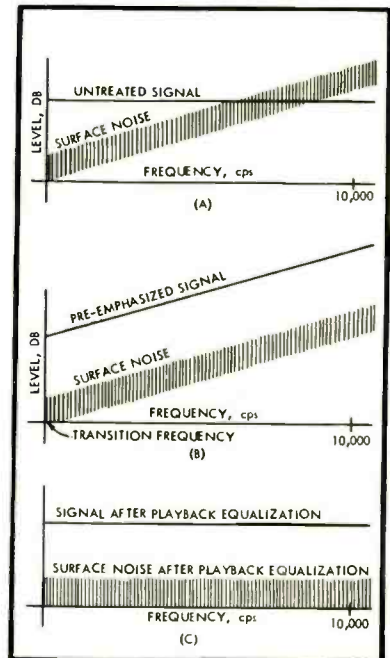 LEVEL, DB
UNTREATED SIGNAL
SURFACE NOISE
FREQUENCY, cps
10,000
(A)
LEVEL, DB
PRE-EMPHASIZED SIGNAL
SURFACE NOISE
FREQUENCY, cps
TRANSITION FREQUENCY
10,000
(B)
SIGNAL AFTER PLAYBACK EQUALIZATION
SURFACE NOISE AFTER PLAYBACK EQUALIZATION
FREQUENCY, cps
10,000
(C)